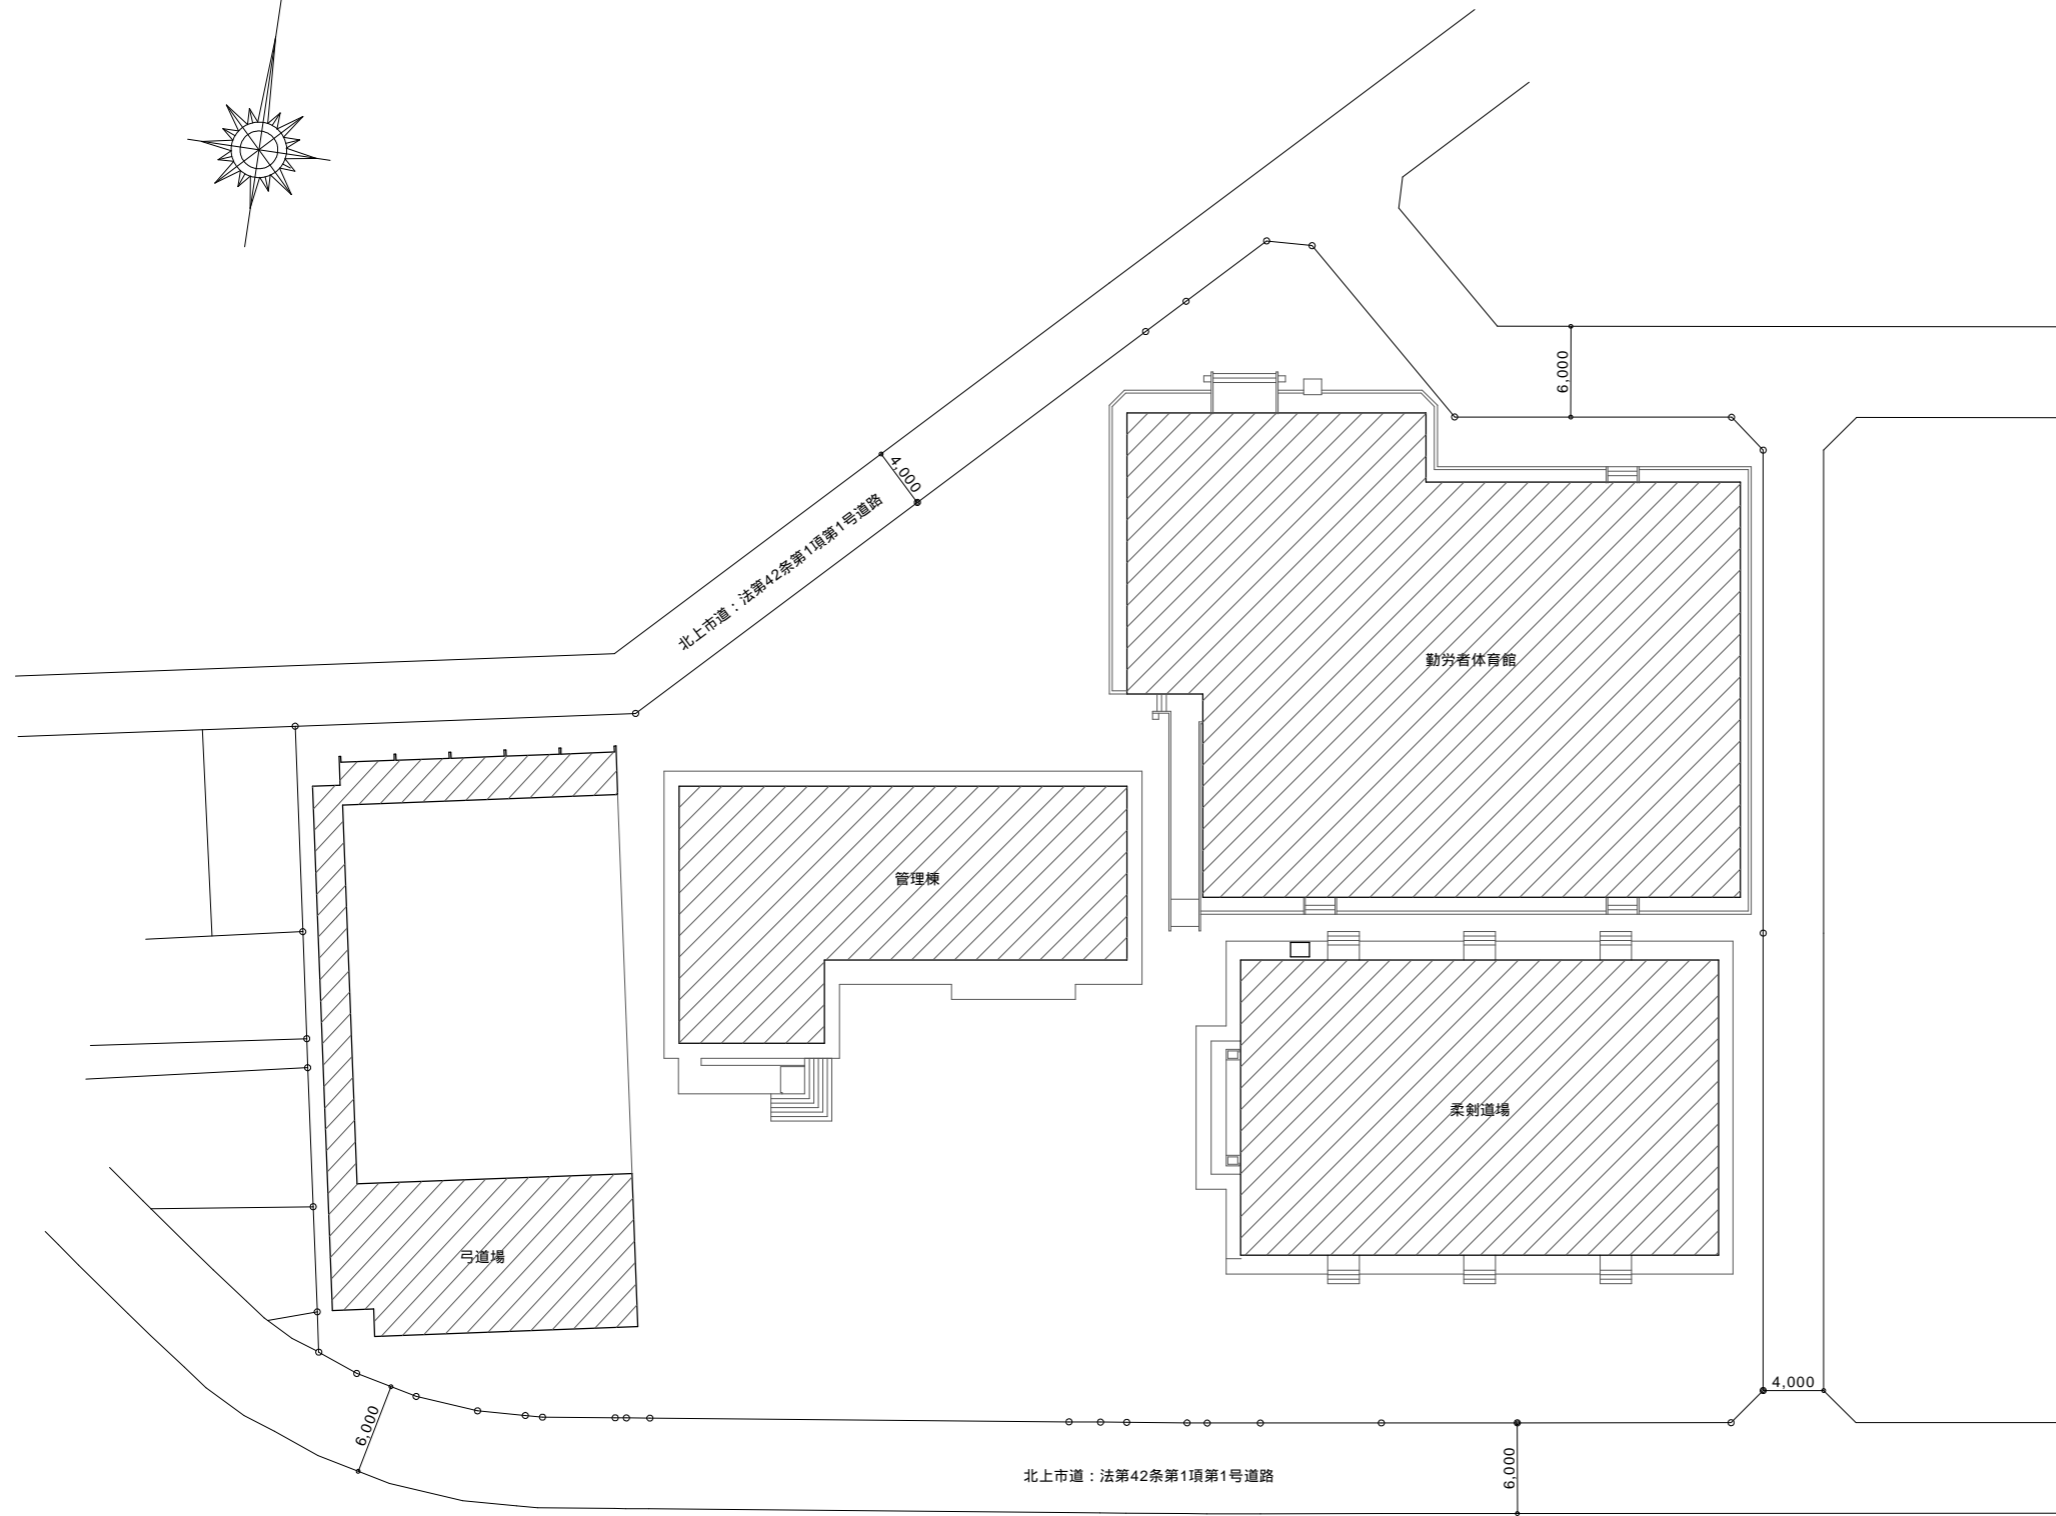 6,000
4,000
北上市道：法第42条第1項第1号道路
勤労者体育館
管理棟
柔剣道場
弓道場
4,000
6,000
北上市道：法第42条第1項第1号道路
6,000